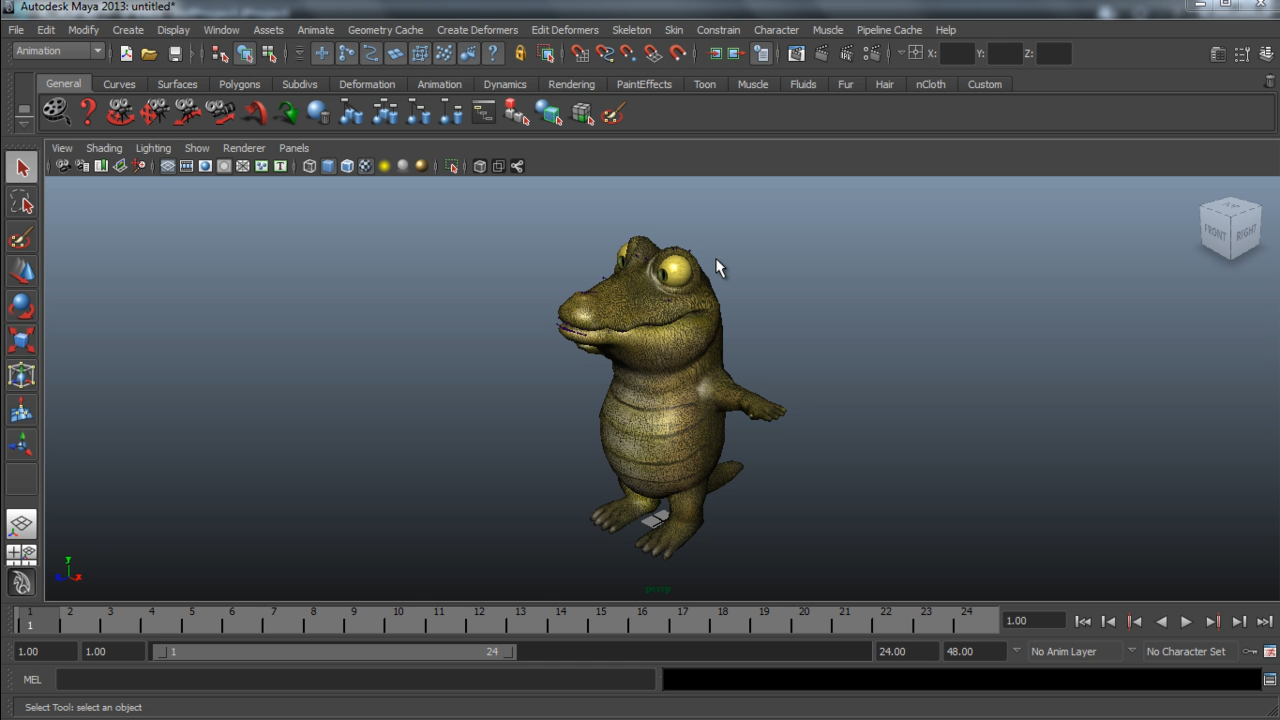 Autodesk Maya 2013: untitled*
File Edit Modify Create Display Window Assets Animate Geometry Cache Create Deformers Edit Deformers Skeleton Skin Constrain Character Muscle Pipeline Cache Help
Animation X: Y: Z:
General Curves Surfaces Polygons Subdivs Deformation Animation Dynamics Rendering PaintEffects Toon Muscle Fluids Fur Hair nCloth Custom
View Shading Lighting Show Renderer Panels
FRONT RIGHT
y
x
persp
1 2 3 4 5 6 7 8 9 10 11 12 13 14 15 16 17 18 19 20 21 22 23 24
1 1.00
1.00 1.00 1 24 24.00 48.00 No Anim Layer No Character Set
MEL
Select Tool: select an object